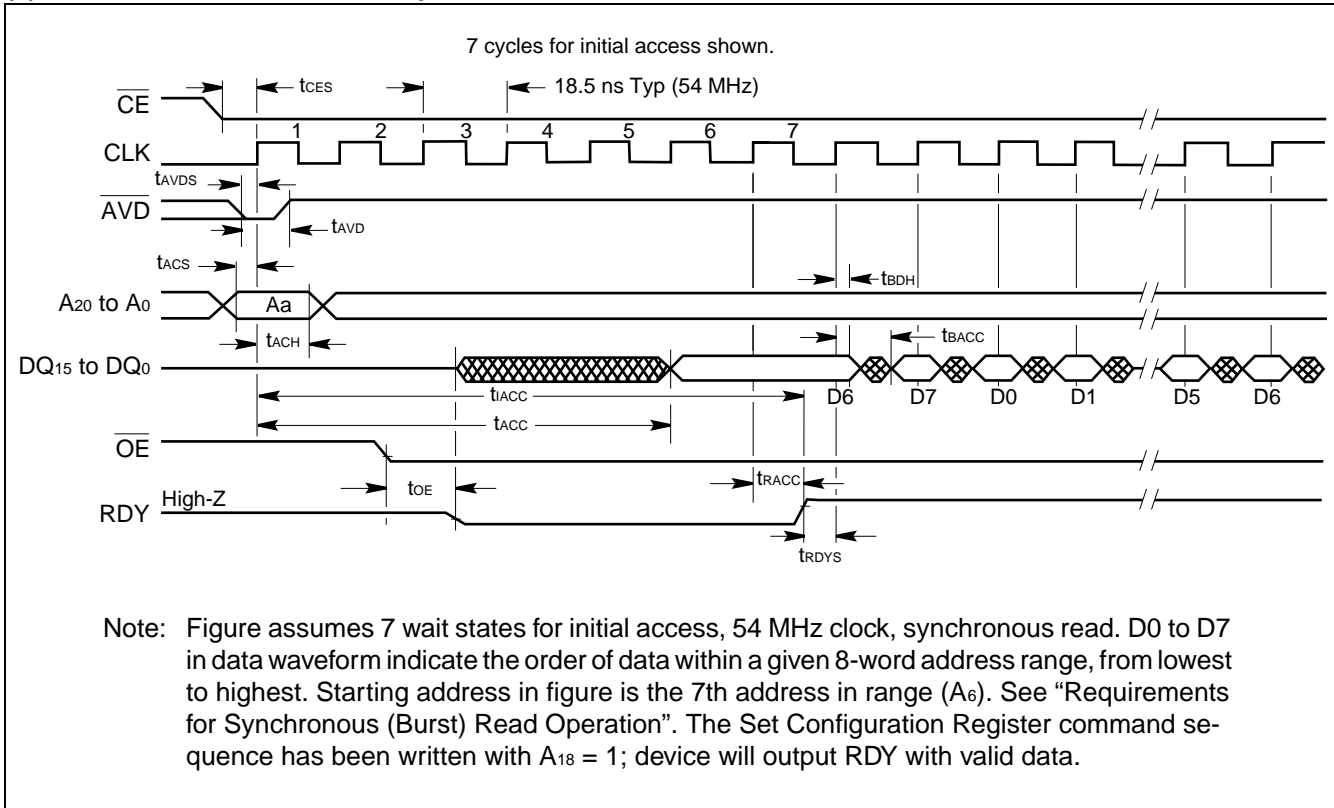 7 cycles for initial access shown.
tCES
18.5 ns Typ (54 MHz)
CE
1 2 3 4 5 6 7
CLK
tAVDS
AVD
tAVD
tACS
tBDH
A20 to A0
Aa
tACH
tBACC
DQ15 to DQ0
D6 D7 D0 D1 D5 D6
tIACC
tACC
OE
tOE
tRACC
High-Z
RDY
tRDYS
Note: Figure assumes 7 wait states for initial access, 54 MHz clock, synchronous read. D0 to D7
in data waveform indicate the order of data within a given 8-word address range, from lowest
to highest. Starting address in figure is the 7th address in range (A6). See “Requirements
for Synchronous (Burst) Read Operation”. The Set Configuration Register command se-
quence has been written with A18 = 1; device will output RDY with valid data.